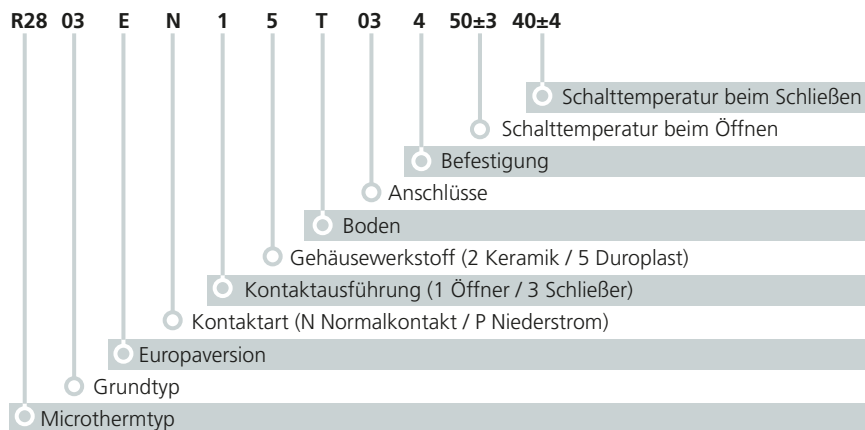 R28 03 E N 1 5 T 03 4 50±3 40±4
Schalttemperatur beim Schließen
Schalttemperatur beim Öffnen
Befestigung
Anschlüsse
Boden
Gehäusewerkstoff (2 Keramik / 5 Duroplast)
Kontaktausführung (1 Öffner / 3 Schließer)
Kontaktart (N Normalkontakt / P Niederstrom)
Europaversion
Grundtyp
Microthermtyp